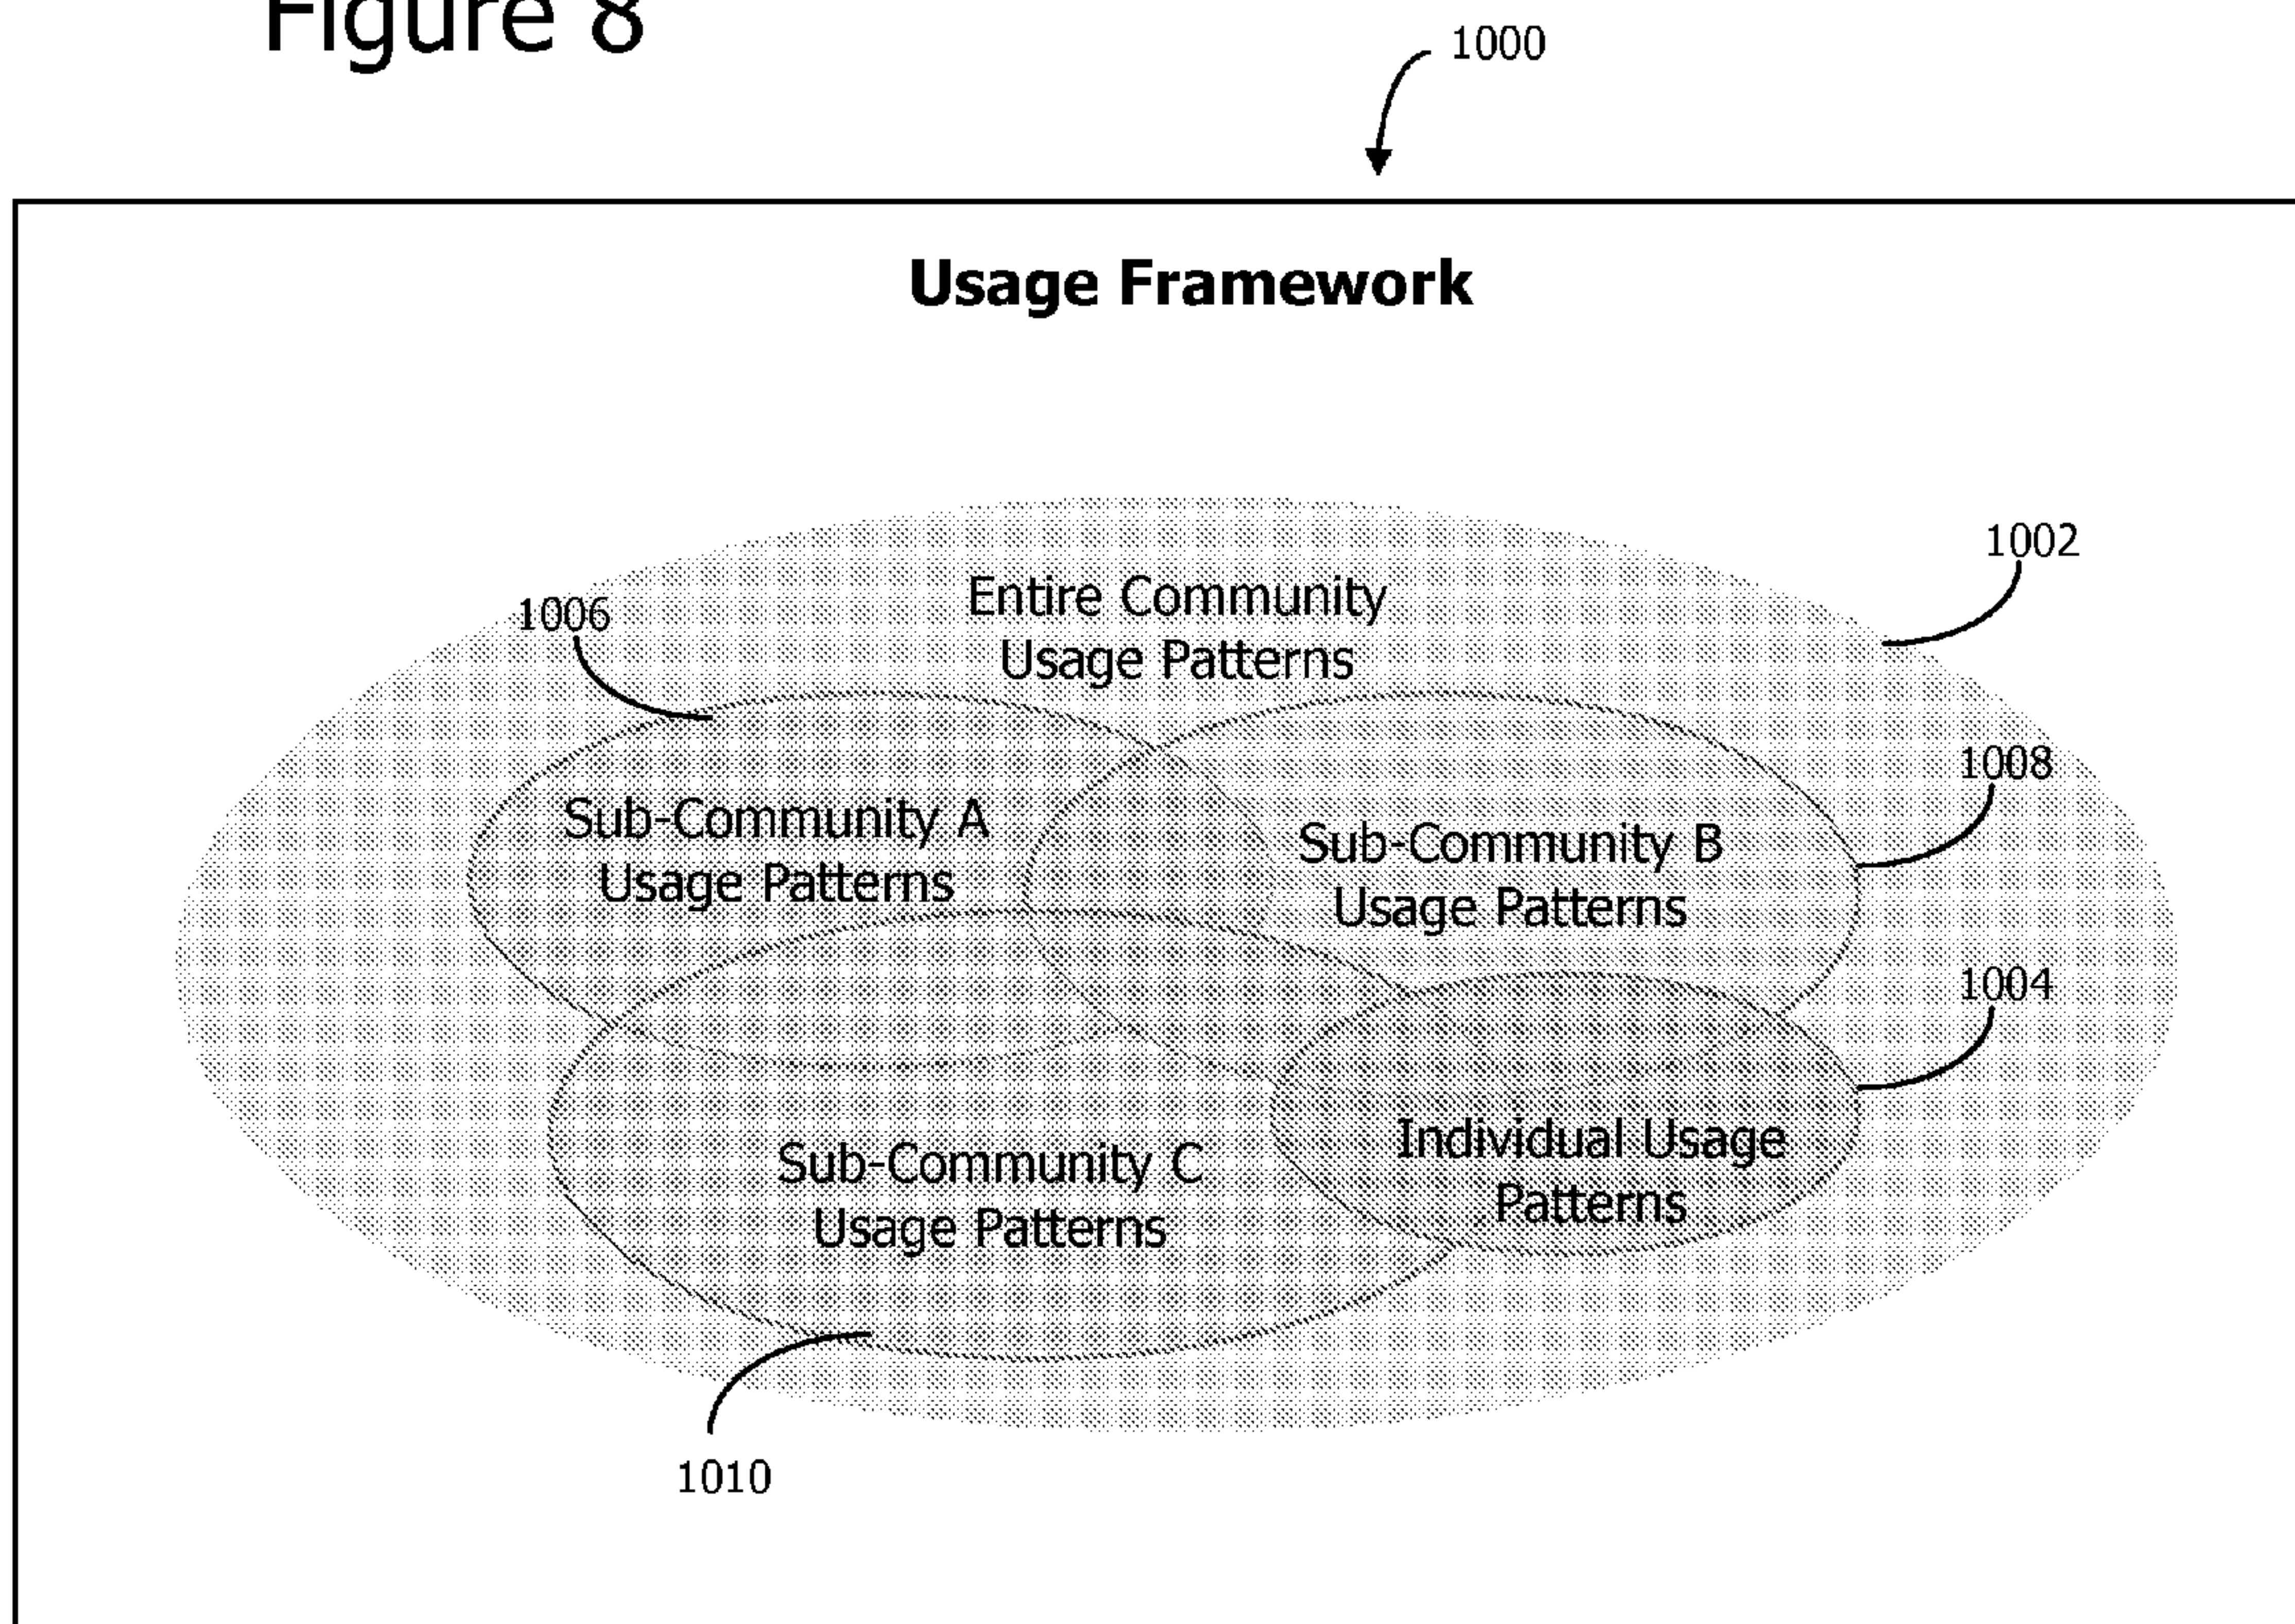 Figure 8
1000
Usage Framework
1002
Entire Community
Usage Patterns
1006
1008
Sub-Community A
Usage Patterns
Sub-Community B
Usage Patterns
1004
Individual Usage
Patterns
Sub-Community C
Usage Patterns
1010